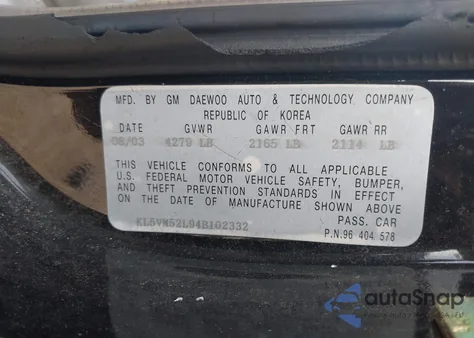 MFD. BY GM DAEWOO AUTO & TECHNOLOGY COMPANY
REPUBLIC OF KOREA
DATE GVWR GAWR FRT GAWR RR
08/03 4279 LB 2165 LB 2114 LB
THIS VEHICLE CONFORMS TO ALL APPLICABLE
U.S. FEDERAL MOTOR VEHICLE SAFETY, BUMPER,
AND THEFT PREVENTION STANDARDS IN EFFECT
ON THE DATE OF MANUFACTURE SHOWN ABOVE
KL5VM52L94B102332 PASS. CAR
P.N.96 404 578
autoSnap